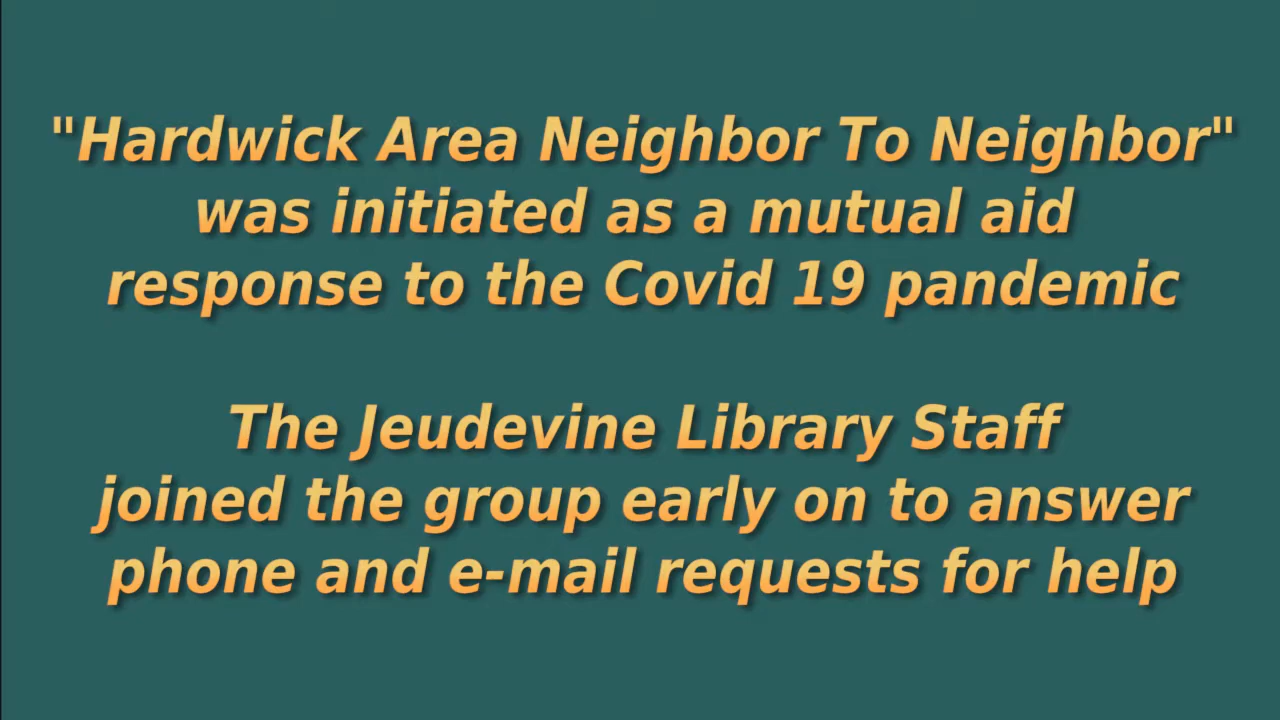 "Hardwick Area Neighbor To Neighbor"
was initiated as a mutual aid
response to the Covid 19 pandemic
The Jeudevine Library Staff
joined the group early on to answer
phone and e-mail requests for help